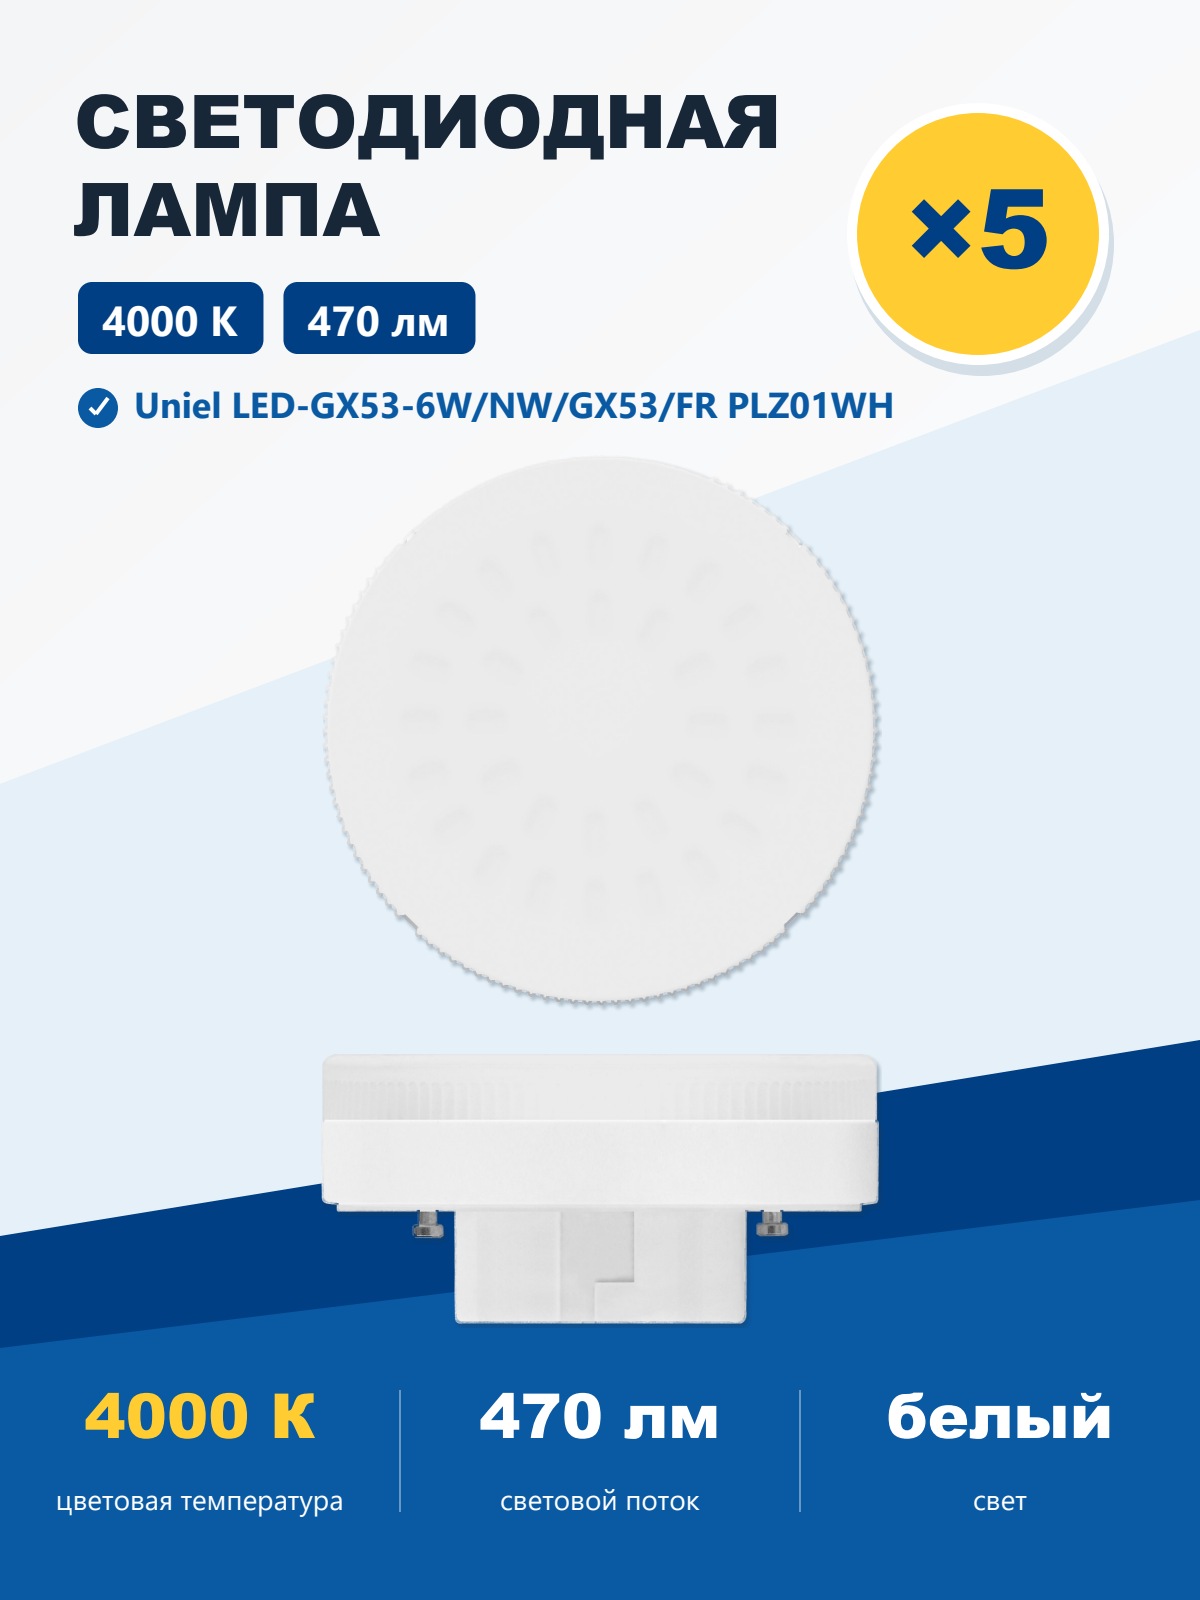 СВЕТОДИОДНАЯ
ЛАМПА
×5
4000 К
470 лм
Uniel LED-GX53-6W/NW/GX53/FR PLZ01WH
4000 К
470 лм
белый
цветовая температура
световой поток
свет